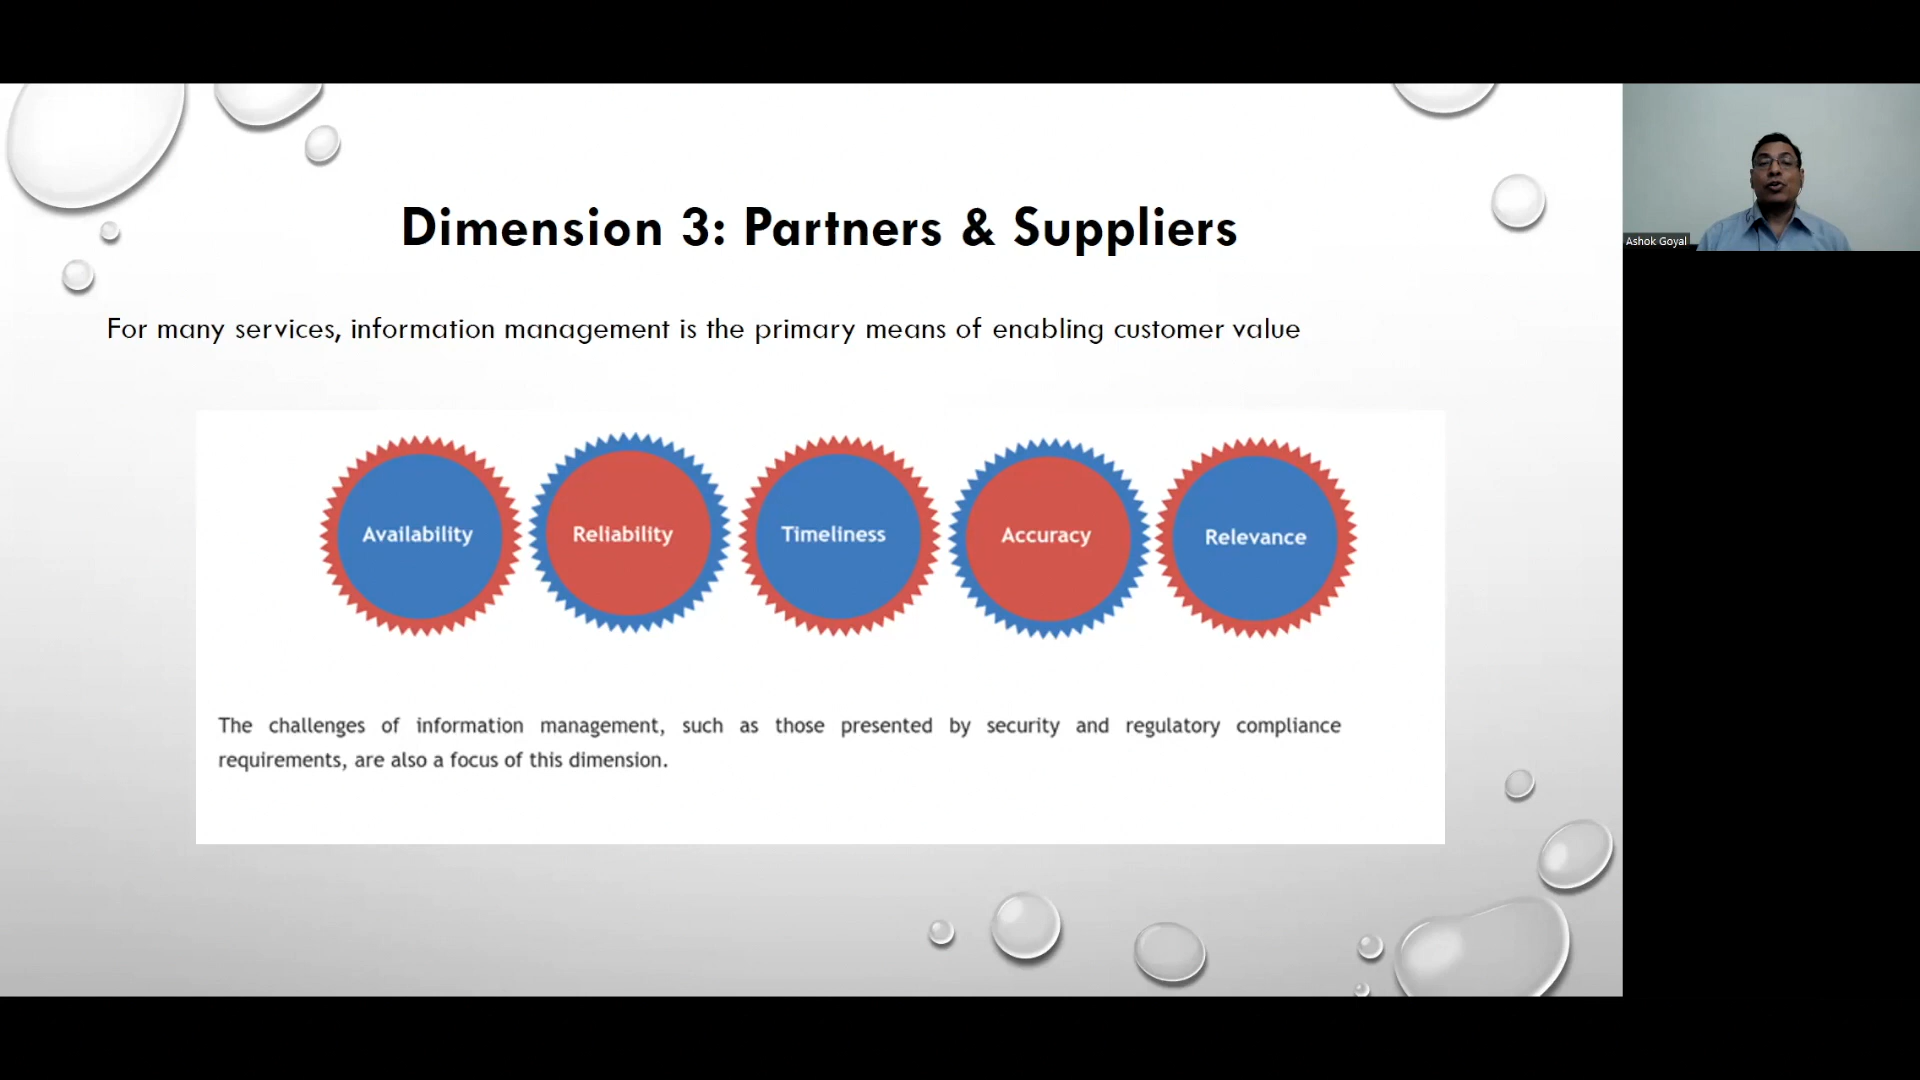 Dimension 3: Partners & Suppliers
Ashok Goyal
For many services, information management is the primary means of enabling customer value
Availability
Reliability
Timeliness
Accuracy
Relevance
The challenges of information management, such as those presented by security and regulatory compliance
requirements, are also a focus of this dimension.